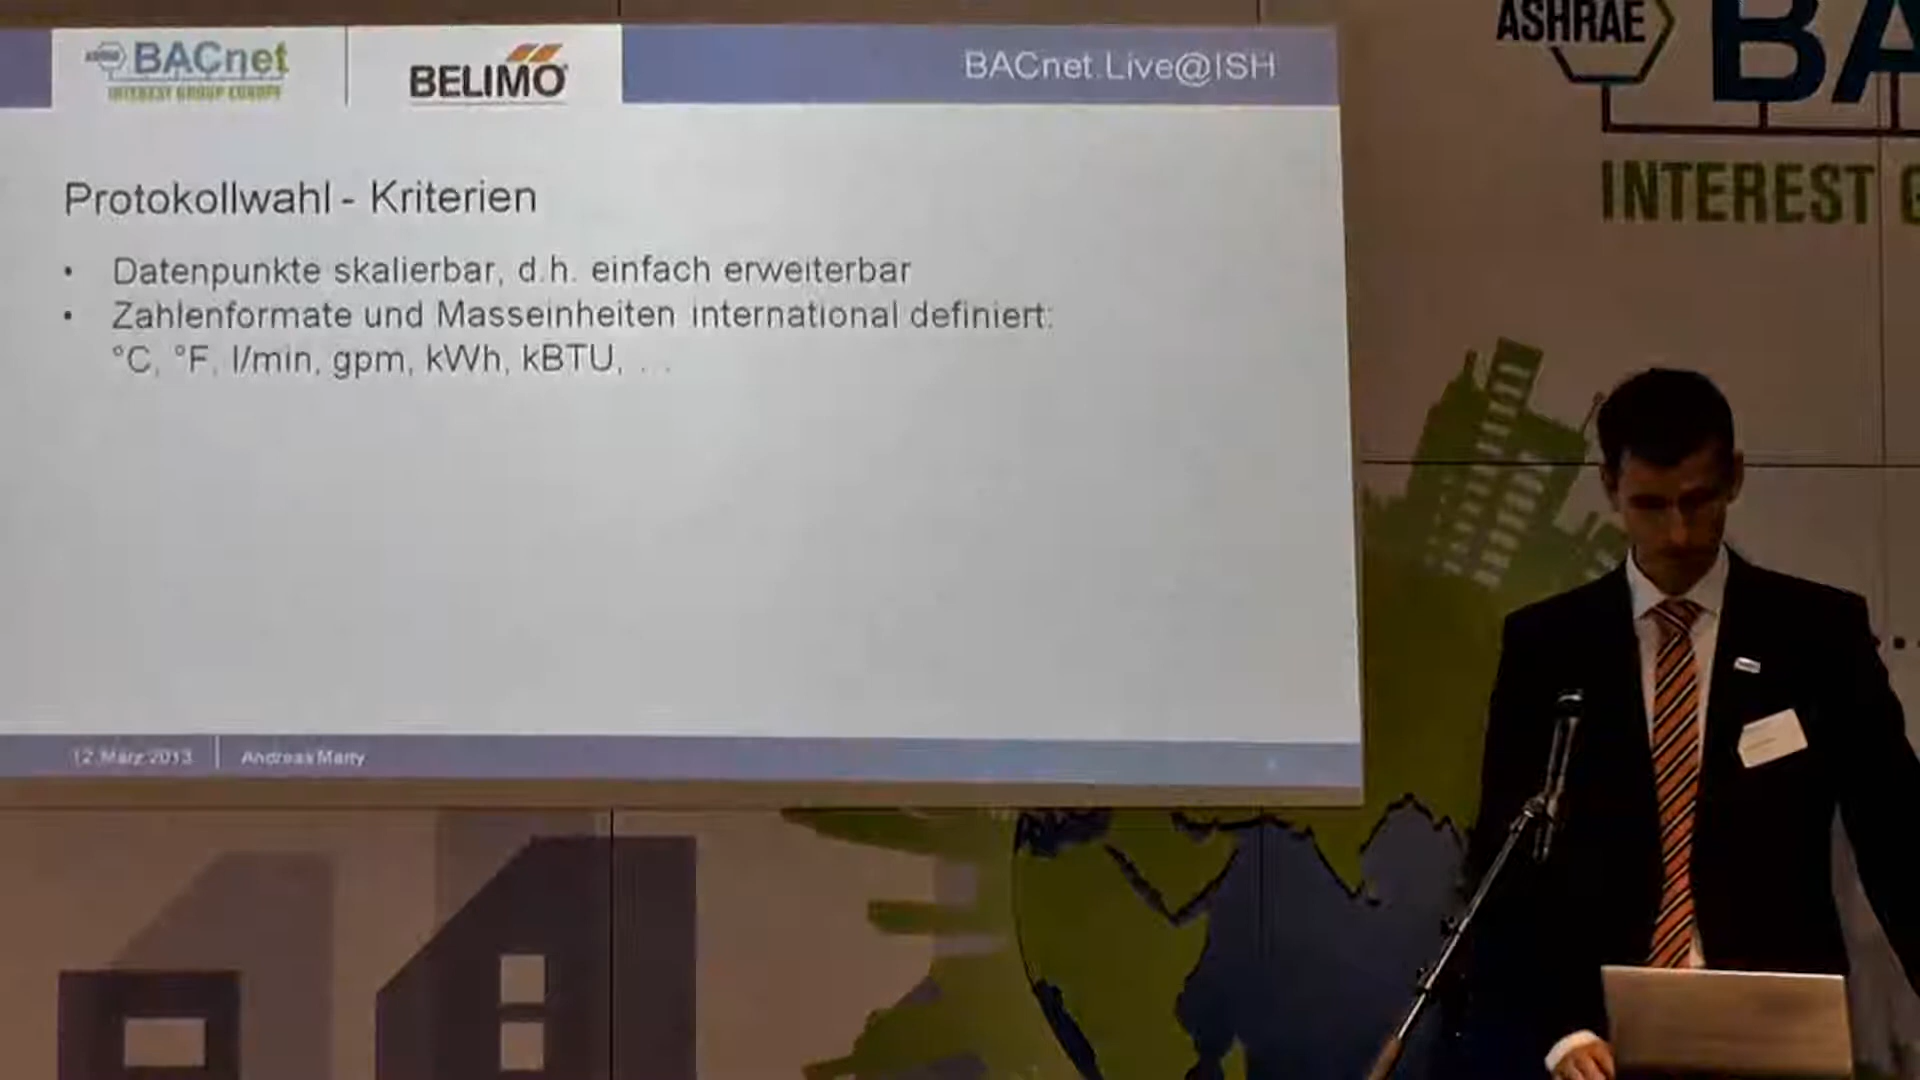 ASHRAE BACnet
INTEREST GROUP EUROPE
BELIMO
BACnet.Live@ISH
Protokollwahl - Kriterien
• Datenpunkte skalierbar, d.h. einfach erweiterbar
• Zahlenformate und Masseinheiten international definiert:
°C, °F, l/min, gpm, kWh, kBTU, ...
12. März 2013
Andreas Marty
ASHRAE
BA
INTEREST G